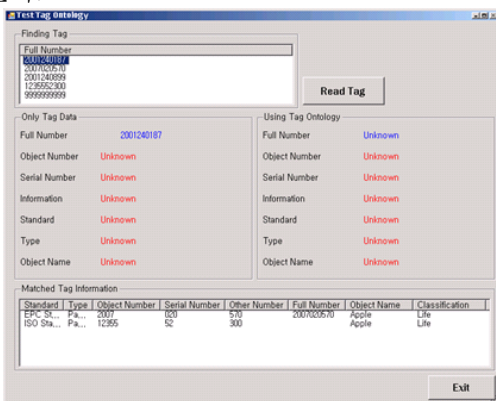 Test Tag Ontology
Finding Tag
Full Number
2001240187
2007020570
2001240899
1235552300
9999999999
Read Tag
Only Tag Data
Full Number 2001240187
Object Number Unknown
Serial Number Unknown
Information Unknown
Standard Unknown
Type Unknown
Object Name Unknown
Using Tag Ontology
Full Number Unknown
Object Number Unknown
Serial Number Unknown
Information Unknown
Standard Unknown
Type Unknown
Object Name Unknown
Matched Tag Information
Standard Type Object Number Serial Number Other Number Full Number Object Name Classification
EPC St... Pa... 2007 020 570 2007020570 Apple Life
ISO Sta... Pa... 12355 52 300 Apple Life
Exit